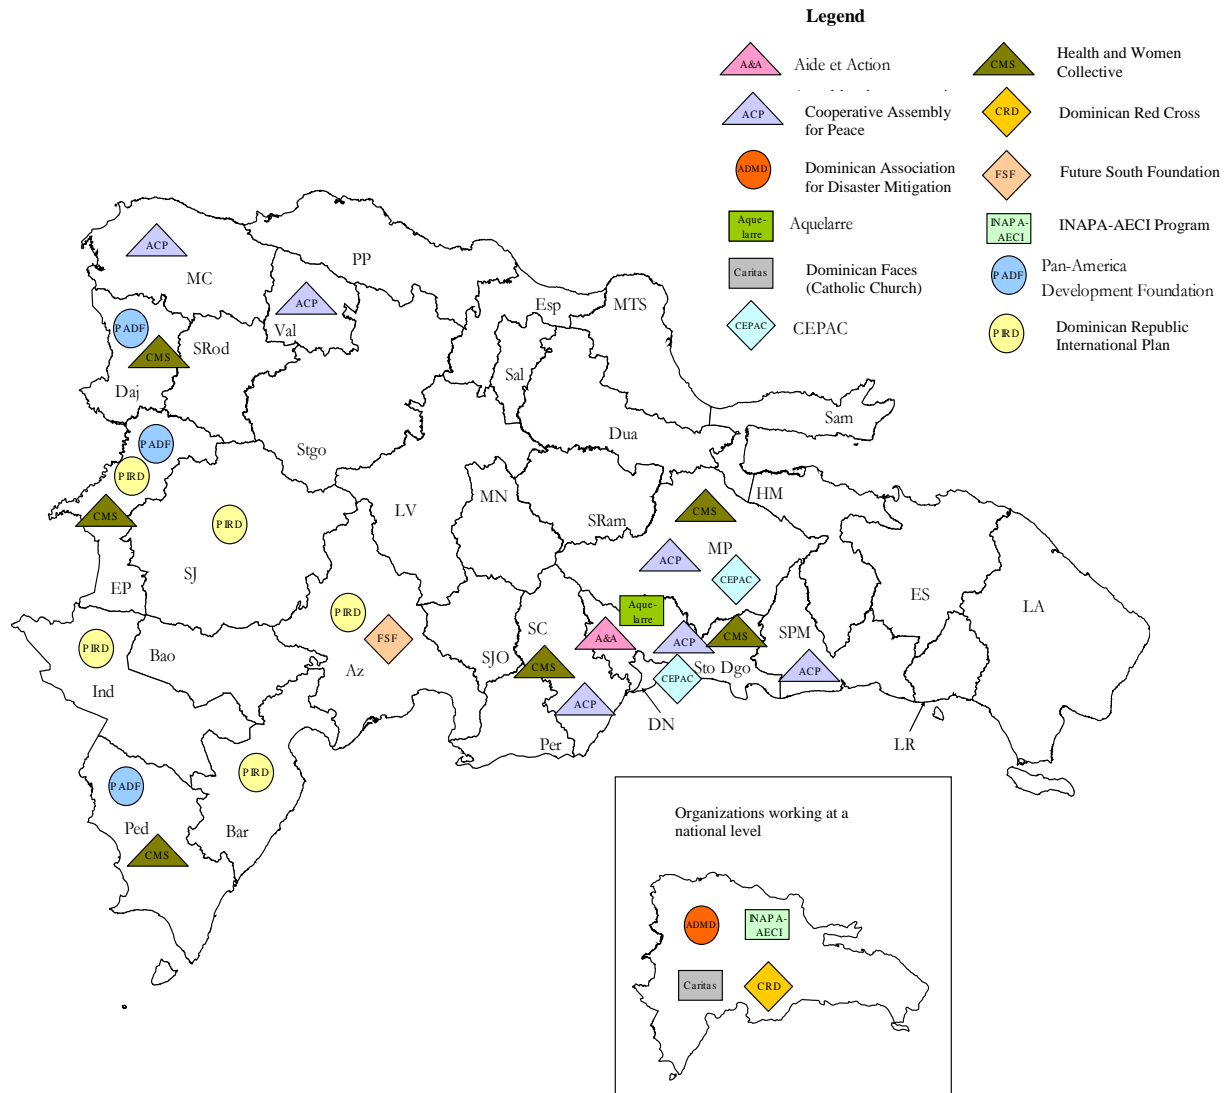 Legend
A&A
Aide et Action
CMS
Health and Women
Collective
ACP
Cooperative Assembly
for Peace
CRD
Dominican Red Cross
ADMD
Dominican Association
for Disaster Mitigation
FSF
Future South Foundation
Aque-
larre
Aquelarre
INAPA-
AECI
INAPA-AECI Program
Caritas
Dominican Faces
(Catholic Church)
PADF
Pan-America
Development Foundation
CEPAC
CEPAC
PIRD
Dominican Republic
International Plan
ACP
MC
PP
ACP
Val
Esp
MTS
PADF
CMS
SRod
Daj
Sal
Sam
Dua
PADF
Stgo
PIRD
CMS
PIRD
LV
MN
SRam
HM
CMS
MP
ACP
CEPAC
EP
SJ
ES
LA
PIRD
FSF
Az
Aque-
larre
A&A
SC
SJO
CMS
ACP
CMS
SPM
Sto Dgo
ACP
CEPAC
PIRD
Ind
Bao
ACP
DN
Per
LR
PADF
Ped
CMS
PIRD
Bar
Organizations working at a
national level
ADMD
INAPA-
AECI
Caritas
CRD